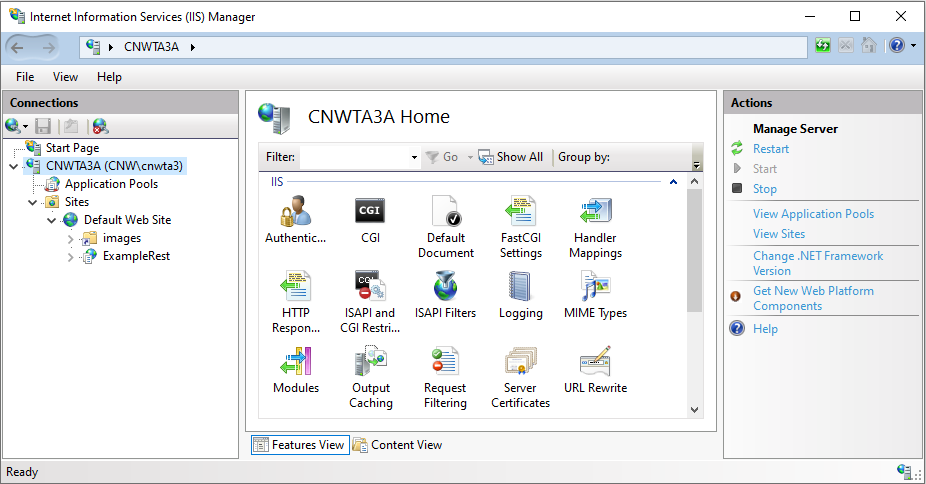 Internet Information Services (IIS) Manager
CNWTA3A
File View Help
Connections
Start Page
CNWTA3A (CNW\cnwta3)
Application Pools
Sites
Default Web Site
images
ExampleRest
CNWTA3A Home
Filter: Go Show All Group by:
IIS
Authentic... CGI Default FastCGI Handler
Document Settings Mappings
HTTP ISAPI and ISAPI Filters Logging MIME Types
Respon... CGI Restri...
Modules Output Request Server URL Rewrite
Caching Filtering Certificates
Features View Content View
Actions
Manage Server
Restart
Start
Stop
View Application Pools
View Sites
Change .NET Framework
Version
Get New Web Platform
Components
Help
Ready